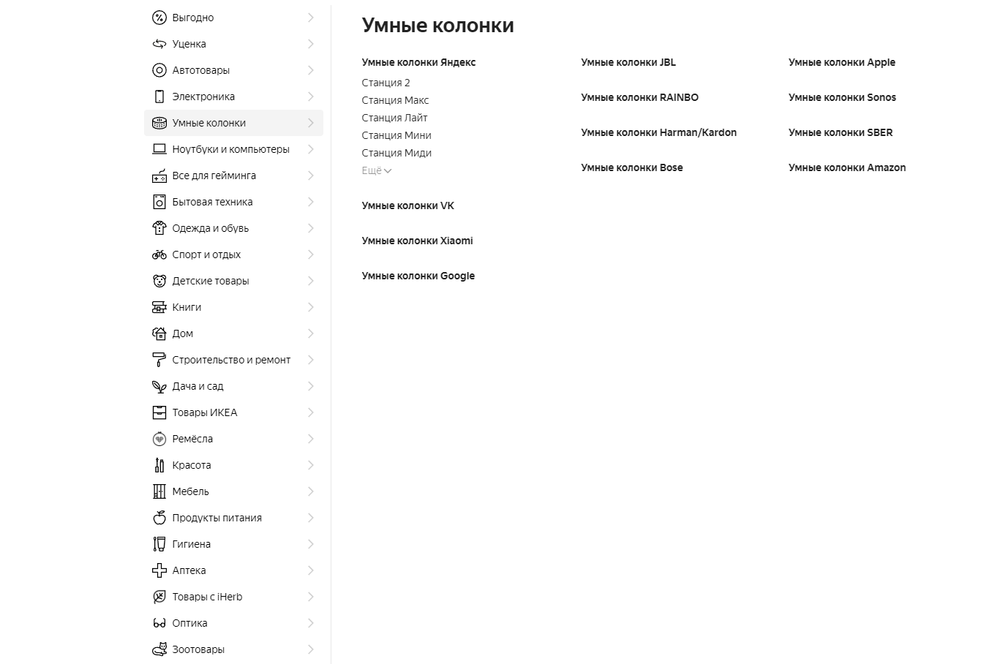 Выгодно
Уценка
Автотовары
Электроника
Умные колонки
Ноутбуки и компьютеры
Все для гейминга
Бытовая техника
Одежда и обувь
Спорт и отдых
Детские товары
Книги
Дом
Строительство и ремонт
Дача и сад
Товары ИКЕА
Ремёсла
Красота
Мебель
Продукты питания
Гигиена
Аптека
Товары с iHerb
Оптика
Зоотовары
Умные колонки
Умные колонки Яндекс
Станция 2
Станция Макс
Станция Лайт
Станция Мини
Станция Миди
Ещё
Умные колонки VK
Умные колонки Xiaomi
Умные колонки Google
Умные колонки JBL
Умные колонки RAINBO
Умные колонки Harman/Kardon
Умные колонки Bose
Умные колонки Apple
Умные колонки Sonos
Умные колонки SBER
Умные колонки Amazon